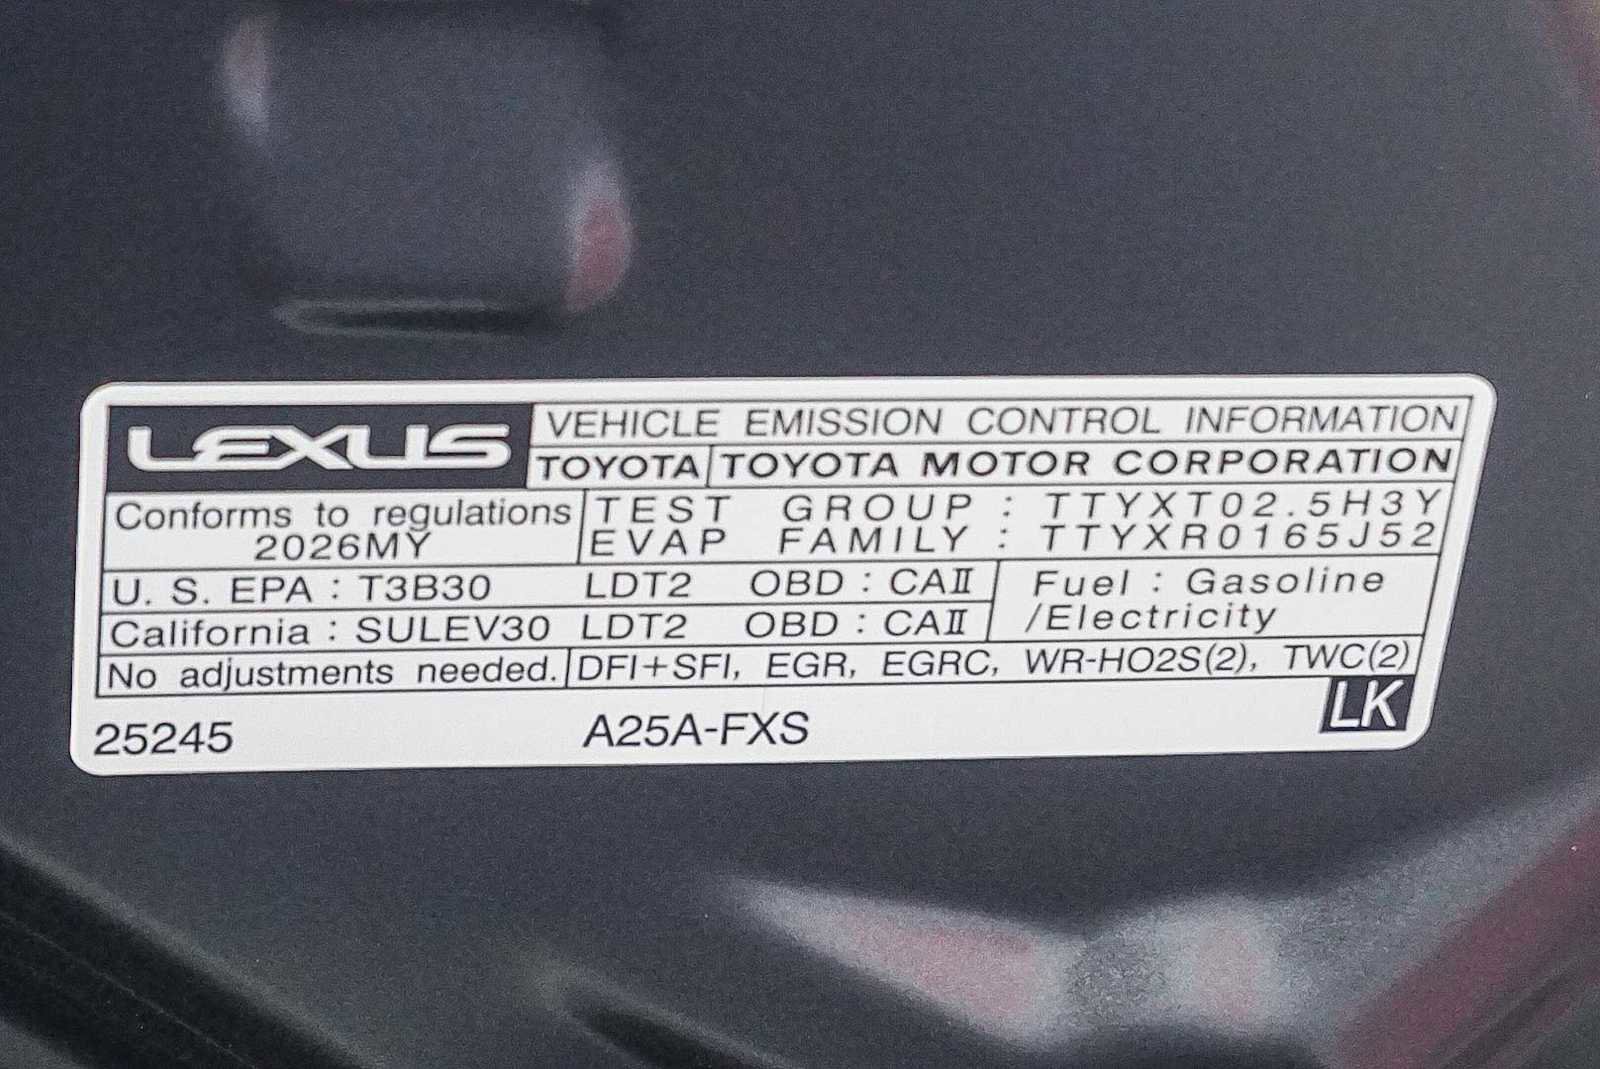 LEXUS
VEHICLE EMISSION CONTROL INFORMATION
TOYOTA TOYOTA MOTOR CORPORATION
Conforms to regulations
2026MY
TEST GROUP : TTYXT02.5H3Y
EVAP FAMILY : TTYXR0165J52
U. S. EPA : T3B30 LDT2 OBD : CAⅡ
California : SULEV30 LDT2 OBD : CAⅡ
Fuel : Gasoline
/Electricity
No adjustments needed. DFI+SFI, EGR, EGRC, WR-HO2S(2), TWC(2)
25245 A25A-FXS LK